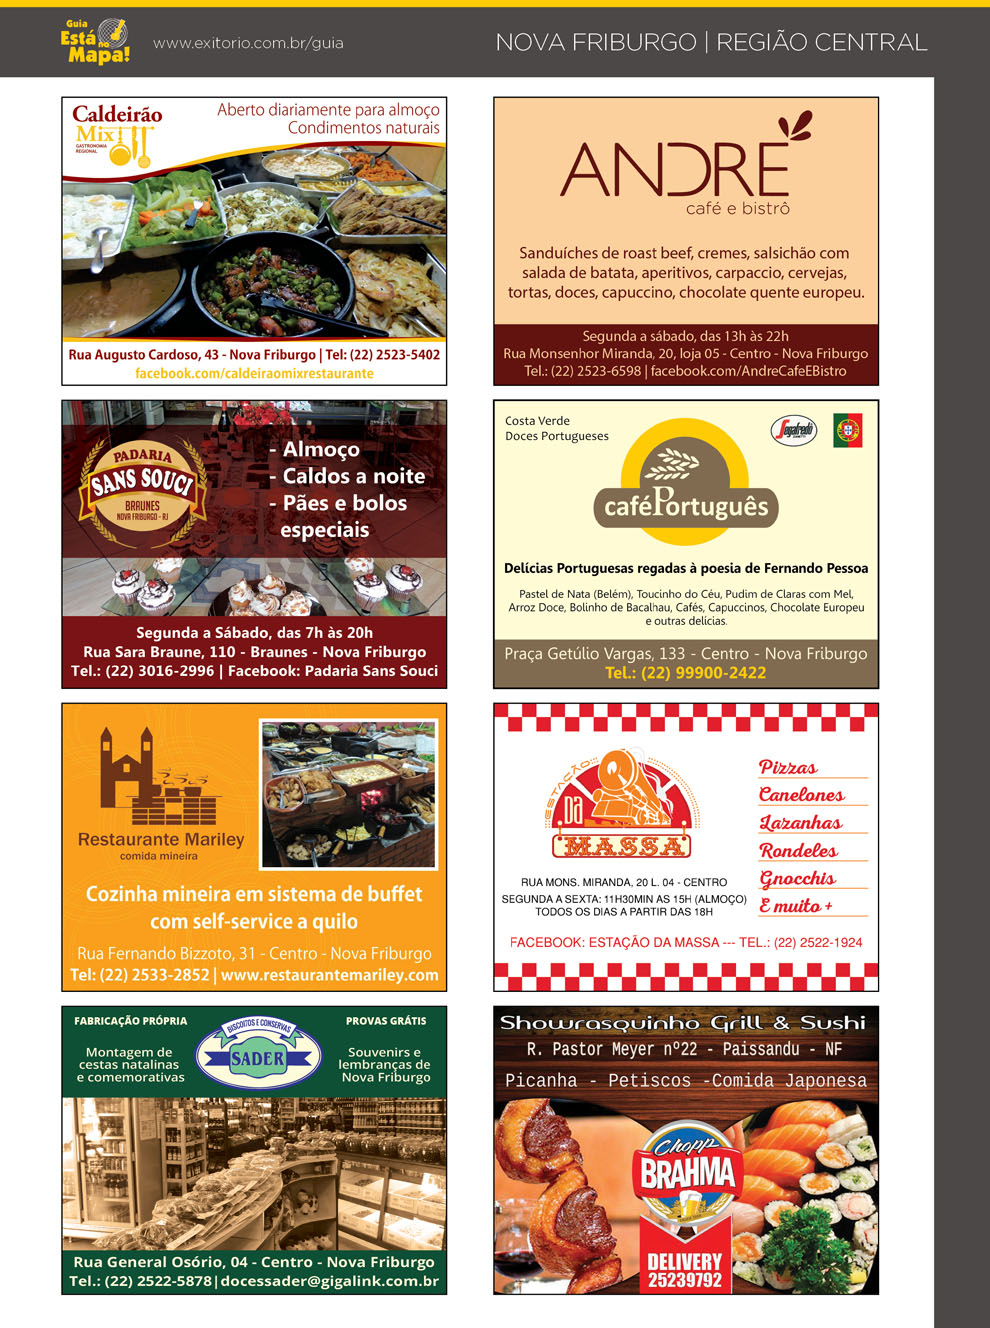 Guia
Está no
Mapa!
www.exitorio.com.br/guia
NOVA FRIBURGO | REGIÃO CENTRAL
Caldeirão
Mix
GASTRONOMIA
REGIONAL
Aberto diariamente para almoço
Condimentos naturais
Rua Augusto Cardoso, 43 - Nova Friburgo | Tel: (22) 2523-5402
facebook.com/caldeiraomixrestaurante
ANDRÉ
café e bistrô
Sanduíches de roast beef, cremes, salsichão com
salada de batata, aperitivos, carpaccio, cervejas,
tortas, doces, capuccino, chocolate quente europeu.
Segunda a sábado, das 13h às 22h
Rua Monsenhor Miranda, 20, loja 05 - Centro - Nova Friburgo
Tel.: (22) 2523-6598 | facebook.com/AndreCafeEBistro
PADARIA
SANS SOUCI
BRAUNES
NOVA FRIBURGO - RJ
- Almoço
- Caldos a noite
- Pães e bolos
especiais
Segunda a Sábado, das 7h às 20h
Rua Sara Braune, 110 - Braunes - Nova Friburgo
Tel.: (22) 3016-2996 | Facebook: Padaria Sans Souci
Costa Verde
Doces Portugueses
Segafredo
ZANETTI
caféPortuguês
Delícias Portuguesas regadas à poesia de Fernando Pessoa
Pastel de Nata (Belém), Toucinho do Céu, Pudim de Claras com Mel,
Arroz Doce, Bolinho de Bacalhau, Cafés, Capuccinos, Chocolate Europeu
e outras delícias.
Praça Getúlio Vargas, 133 - Centro - Nova Friburgo
Tel.: (22) 99900-2422
Restaurante Mariley
comida mineira
Cozinha mineira em sistema de buffet
com self-service a quilo
Rua Fernando Bizzoto, 31 - Centro - Nova Friburgo
Tel: (22) 2533-2852 | www.restaurantemariley.com
ESTAÇÃO
DA
MASSA
Pizzas
Canelones
Lazanhas
Rondeles
Gnocchis
E muito +
RUA MONS. MIRANDA, 20 L. 04 - CENTRO
SEGUNDA A SEXTA: 11H30MIN AS 15H (ALMOÇO)
TODOS OS DIAS A PARTIR DAS 18H
FACEBOOK: ESTAÇÃO DA MASSA --- TEL.: (22) 2522-1924
FABRICAÇÃO PRÓPRIA
Montagem de
cestas natalinas
e comemorativas
BISCOITOS E CONSERVAS
SADER
PROVAS GRÁTIS
Souvenirs e
lembranças de
Nova Friburgo
Rua General Osório, 04 - Centro - Nova Friburgo
Tel.: (22) 2522-5878|docessader@gigalink.com.br
Showrasquinho Grill & Sushi
R. Pastor Meyer nº22 - Paissandu - NF
Picanha - Petiscos -Comida Japonesa
Chopp
BRAHMA
DELIVERY
25239792